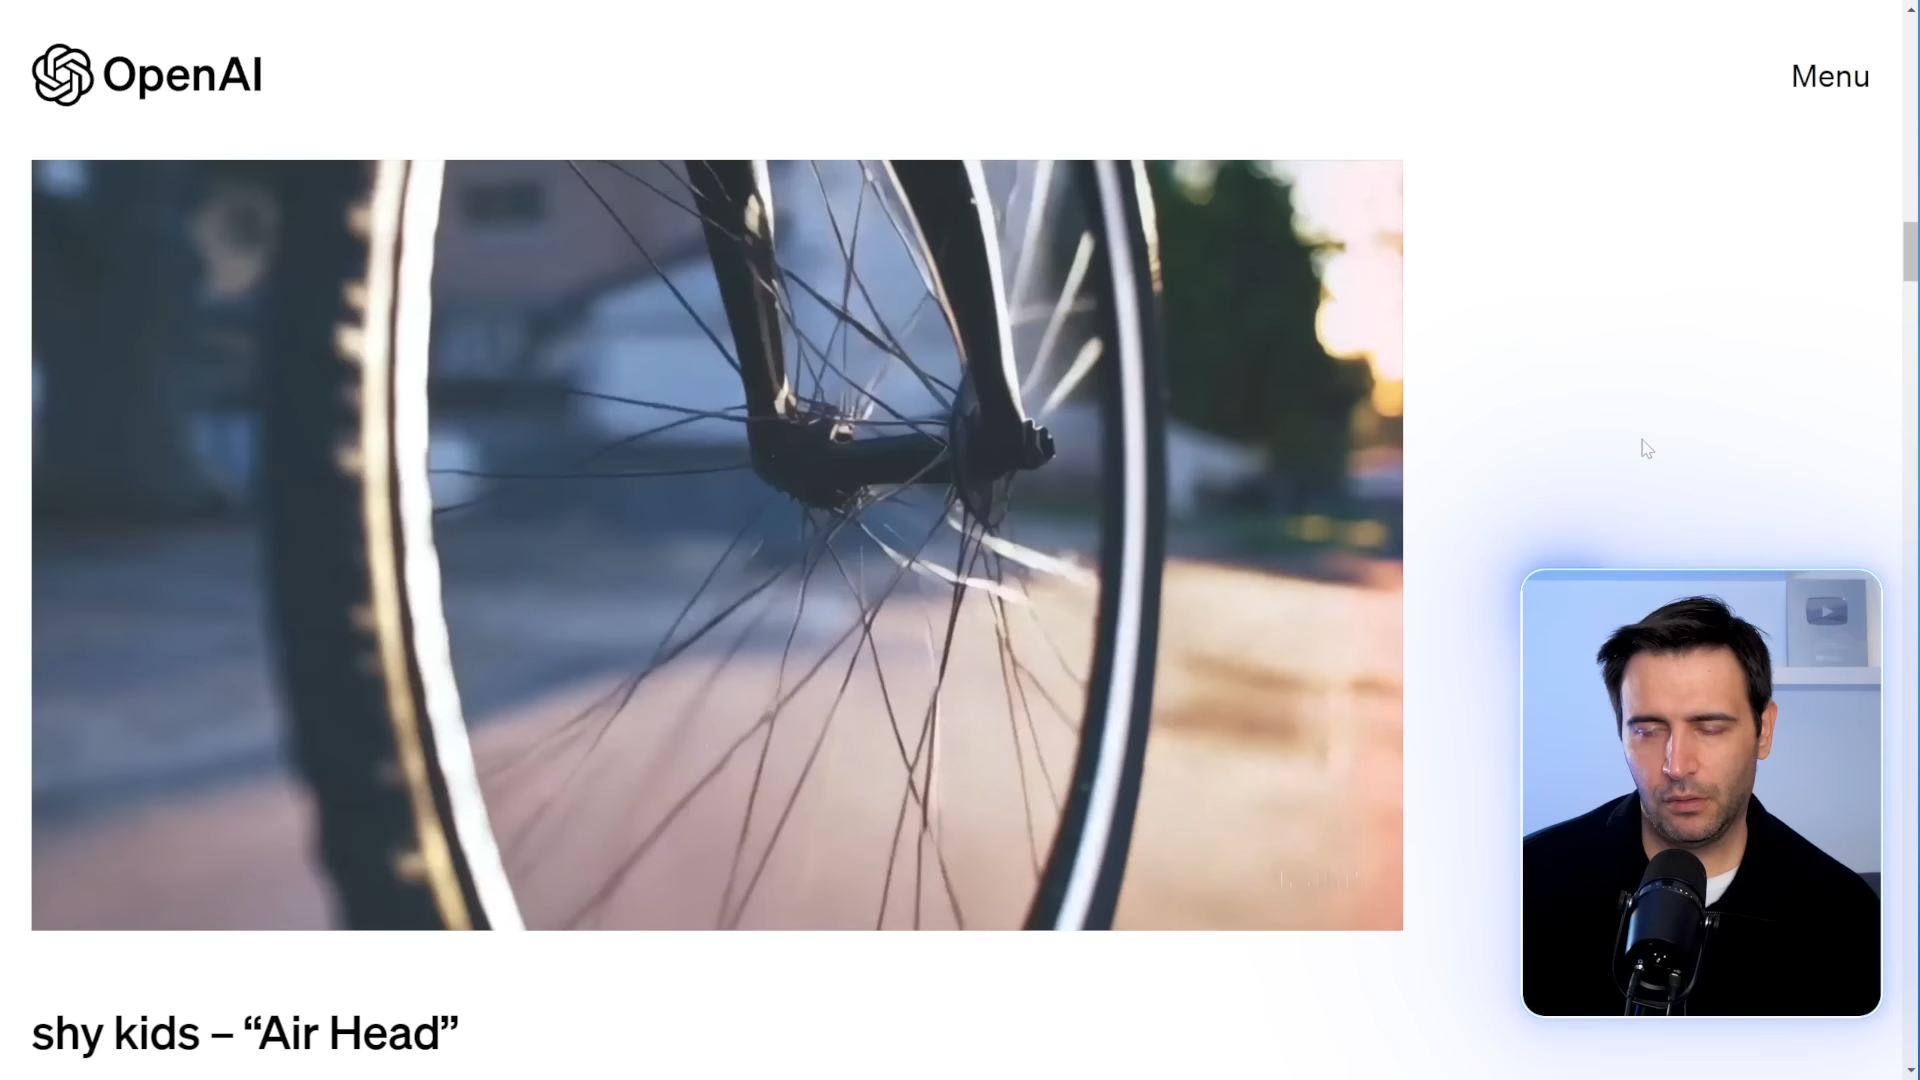 OpenAI
Menu
shy kids – “Air Head”